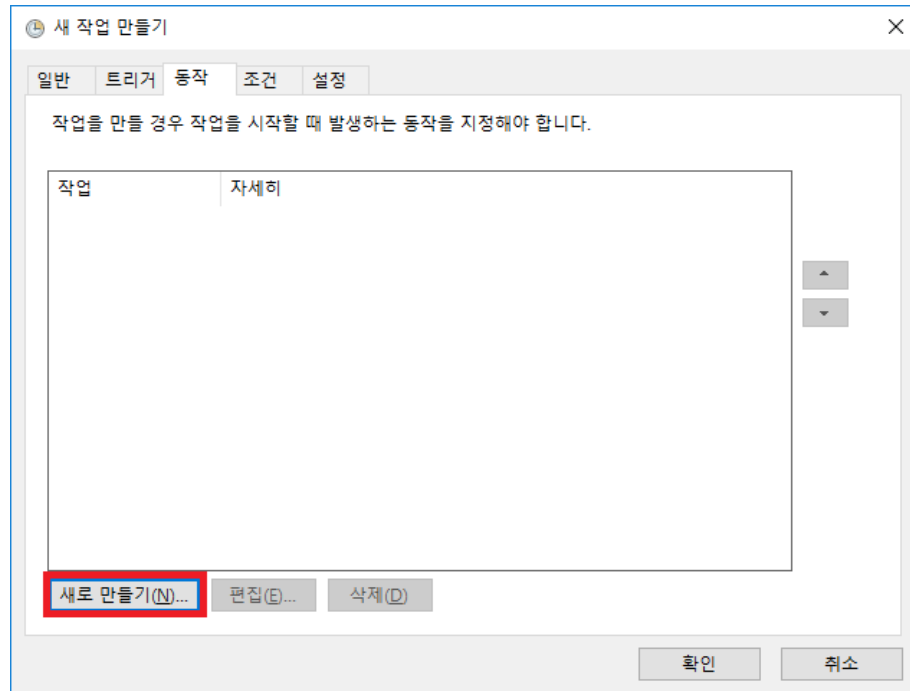 새 작업 만들기
일반 트리거 동작 조건 설정
작업을 만들 경우 작업을 시작할 때 발생하는 동작을 지정해야 합니다.
작업 자세히
새로 만들기(N)... 편집(E)... 삭제(D)
확인 취소